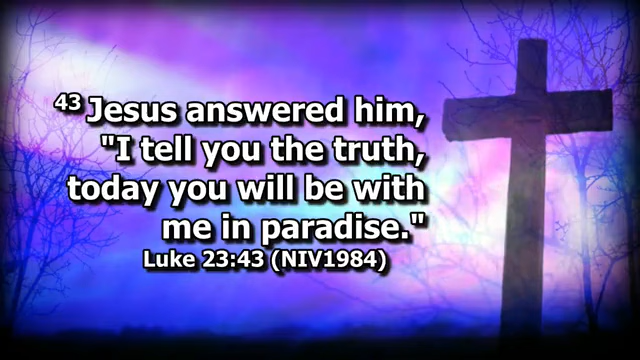 43 Jesus answered him,
"I tell you the truth,
today you will be with
me in paradise."
Luke 23:43 (NIV1984)